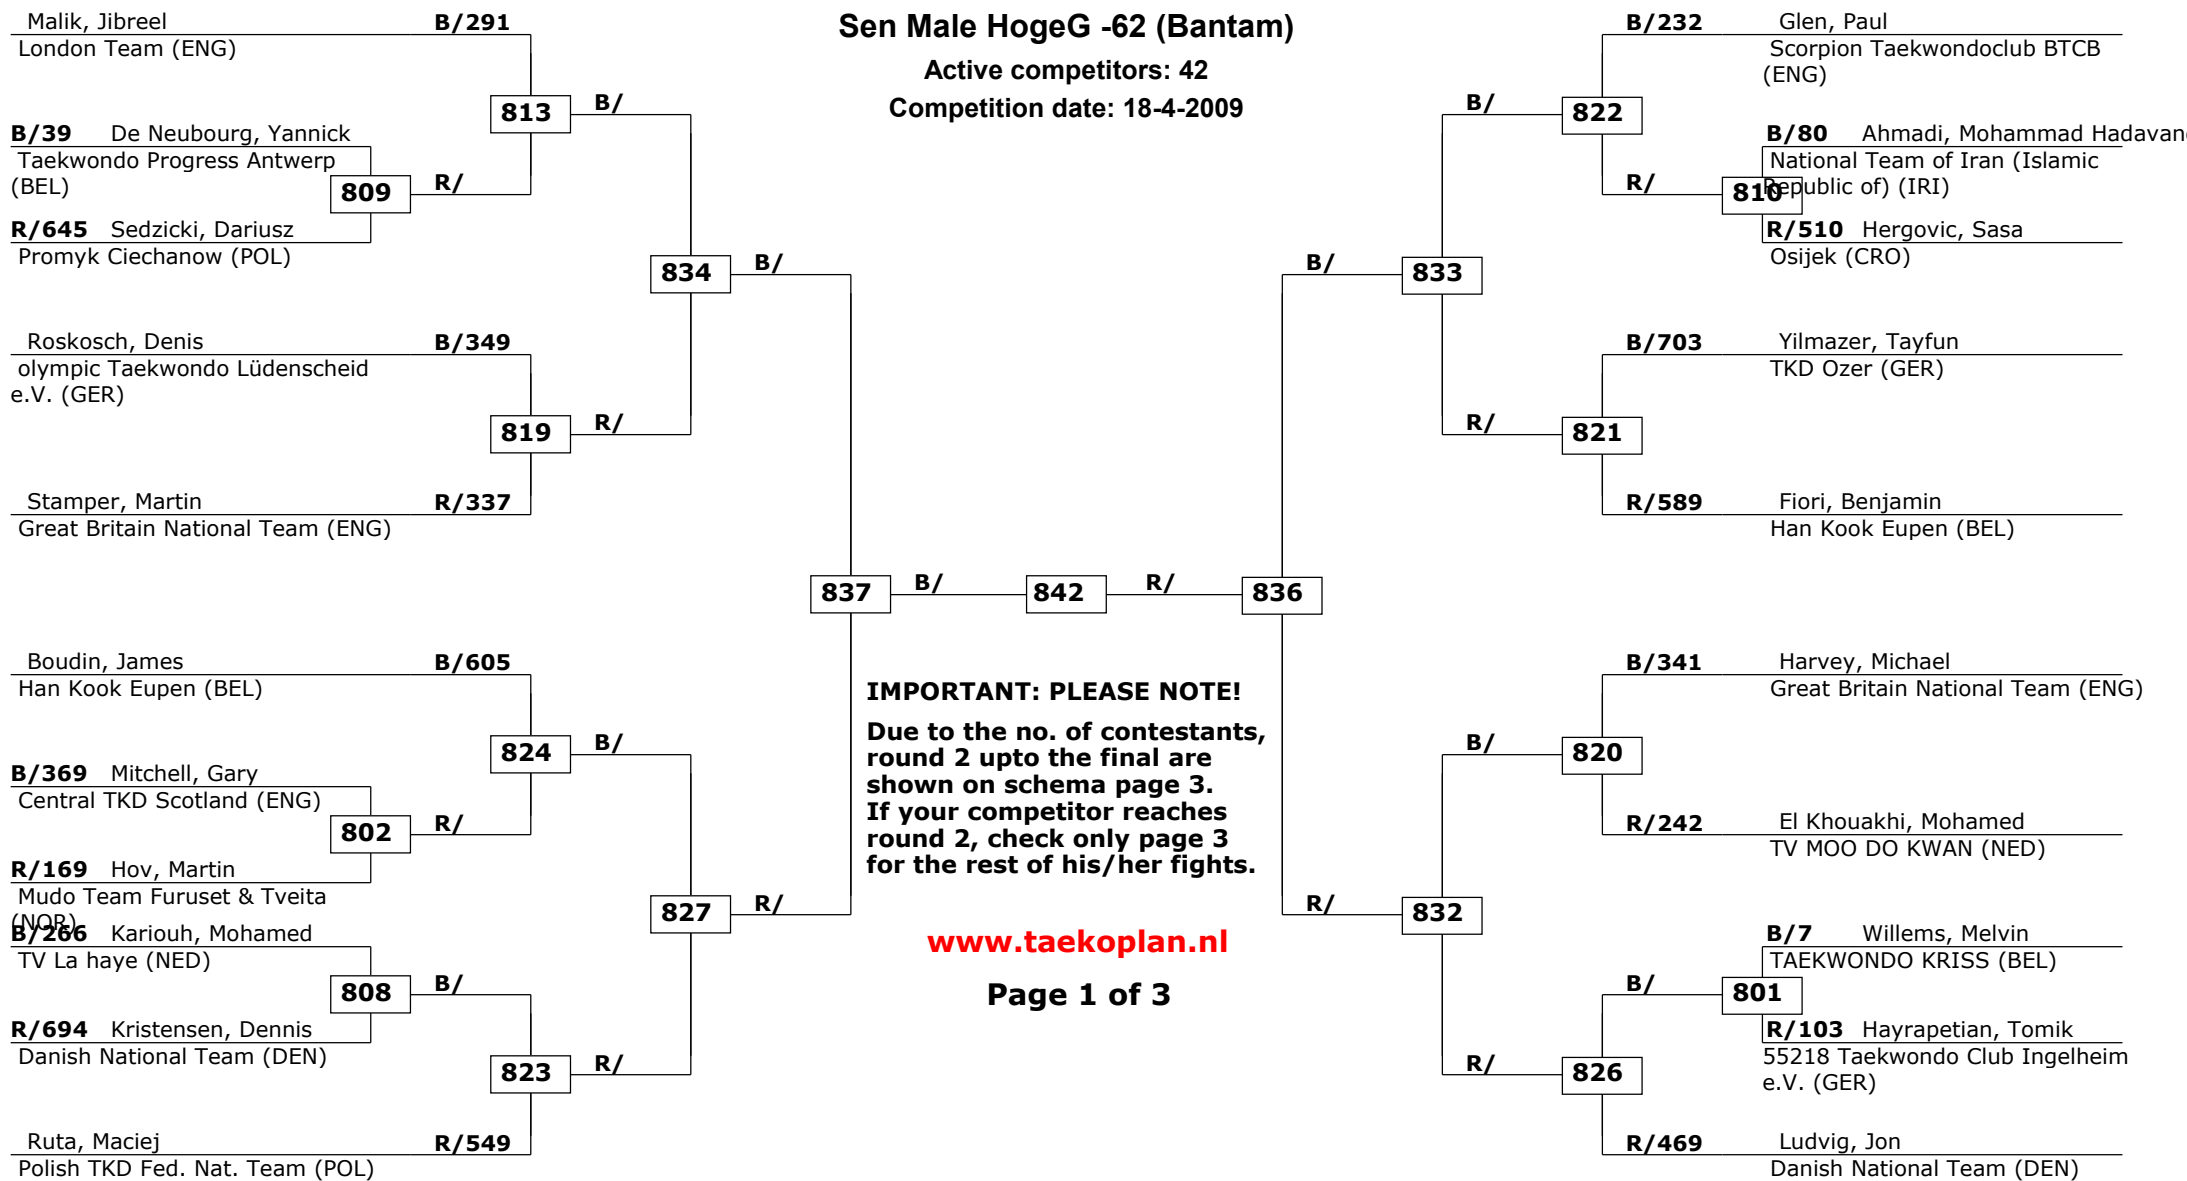 Sen Male HogeG -62 (Bantam)
Active competitors: 42
Competition date: 18-4-2009
Malik, Jibreel B/291
London Team (ENG)
813 B/
B/39 De Neubourg, Yannick
Taekwondo Progress Antwerp
(BEL)
809 R/
R/645 Sedzicki, Dariusz
Promyk Ciechanow (POL)
834 B/
Roskosch, Denis B/349
olympic Taekwondo Lüdenscheid
e.V. (GER)
819 R/
Stamper, Martin R/337
Great Britain National Team (ENG)
837 B/ 842 R/ 836
Boudin, James B/605
Han Kook Eupen (BEL)
824 B/
B/369 Mitchell, Gary
Central TKD Scotland (ENG)
802 R/
R/169 Hov, Martin
Mudo Team Furuset & Tveita
(NOR)
827 R/
B/266 Kariouh, Mohamed
TV La haye (NED)
808 B/
R/694 Kristensen, Dennis
Danish National Team (DEN)
823 R/
Ruta, Maciej R/549
Polish TKD Fed. Nat. Team (POL)
IMPORTANT: PLEASE NOTE!
Due to the no. of contestants,
round 2 upto the final are
shown on schema page 3.
If your competitor reaches
round 2, check only page 3
for the rest of his/her fights.
www.taekoplan.nl
Page 1 of 3
B/232 Glen, Paul
Scorpion Taekwondoclub BTCB
(ENG)
B/ 822
B/80 Ahmadi, Mohammad Hadavan
National Team of Iran (Islamic
Republic of) (IRI)
R/ 810
R/510 Hergovic, Sasa
Osijek (CRO)
B/ 833
B/703 Yilmazer, Tayfun
TKD Ozer (GER)
R/ 821
R/589 Fiori, Benjamin
Han Kook Eupen (BEL)
B/341 Harvey, Michael
Great Britain National Team (ENG)
B/ 820
R/242 El Khouakhi, Mohamed
TV MOO DO KWAN (NED)
R/ 832
B/7 Willems, Melvin
TAEKWONDO KRISS (BEL)
B/ 801
R/103 Hayrapetian, Tomik
55218 Taekwondo Club Ingelheim
e.V. (GER)
R/ 826
R/469 Ludvig, Jon
Danish National Team (DEN)